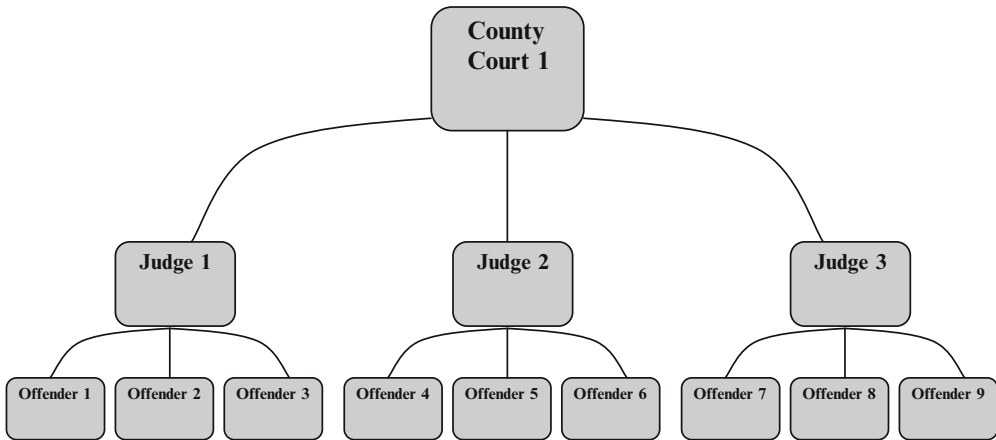 County
Court 1
Judge 1
Judge 2
Judge 3
Offender 1
Offender 2
Offender 3
Offender 4
Offender 5
Offender 6
Offender 7
Offender 8
Offender 9